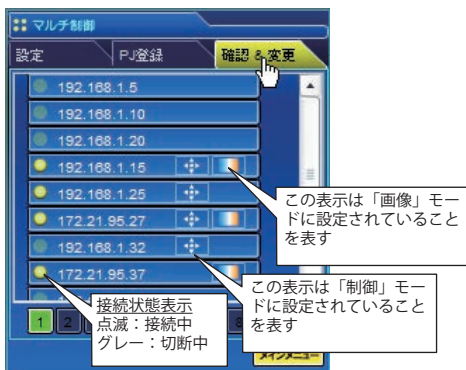 マルチ制御
設定
PJ登録
確認 & 変更
192.168.1.5
192.168.1.10
192.168.1.20
192.168.1.15
192.168.1.25
172.21.95.27
192.168.1.32
172.21.95.37
この表示は「画像」モー
ドに設定されていること
を表す
この表示は「制御」モー
ドに設定されていること
を表す
接続状態表示
点滅：接続中
グレー：切断中
1 2 8
メインメニュー